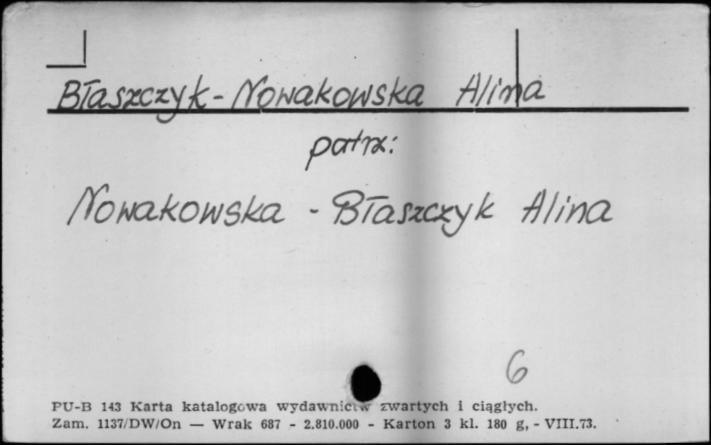 Błaszczyk-Nowakowska Alina
patrz:
Nowakowska - Błaszczyk Alina
6
PU-B 143 Karta katalogowa wydawnictw zwartych i ciągłych.
Zam. 1137/DW/On — Wrak 687 - 2.810.000 - Karton 3 kl. 180 g, - VIII.73.